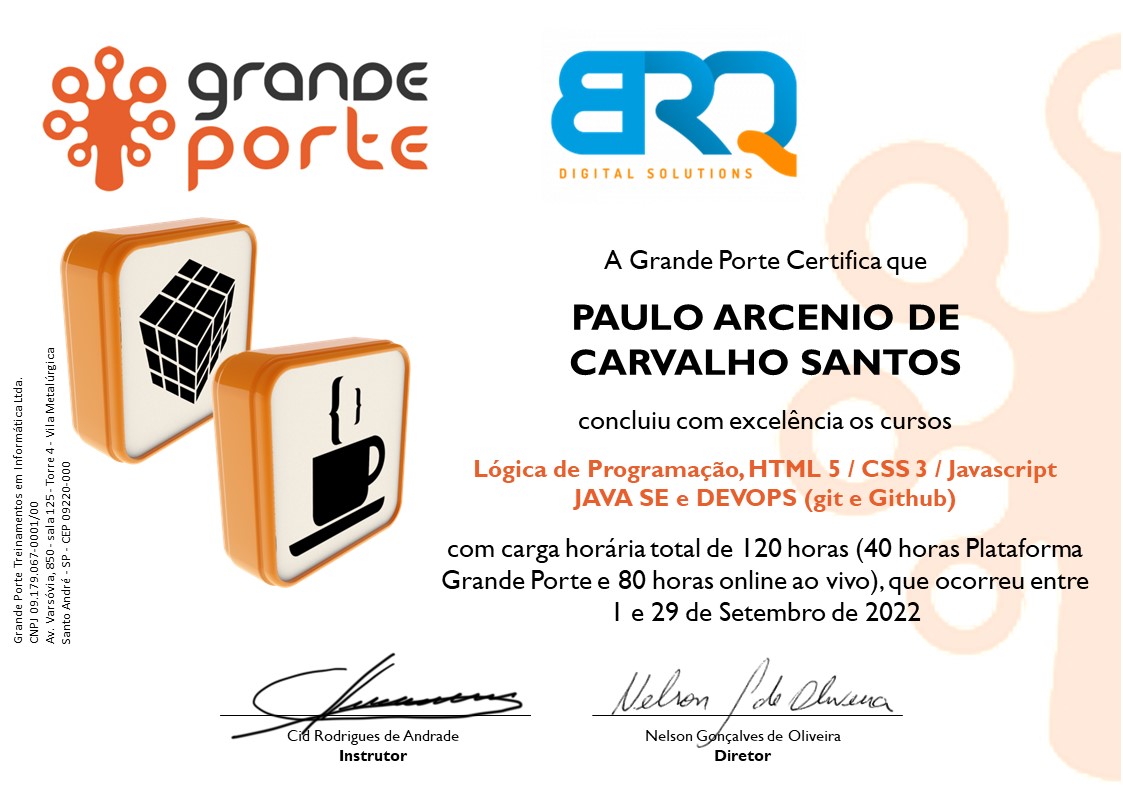 grande
porte
BRQ
DIGITAL SOLUTIONS
A Grande Porte Certifica que
PAULO ARCENIO DE
CARVALHO SANTOS
concluiu com excelência os cursos
Lógica de Programação, HTML 5 / CSS 3 / Javascript
JAVA SE e DEVOPS (git e Github)
com carga horária total de 120 horas (40 horas Plataforma
Grande Porte e 80 horas online ao vivo), que ocorreu entre
1 e 29 de Setembro de 2022
Grande Porte Treinamentos em Informática Ltda.
CNPJ 09.179.067-0001/00
Av. Varsóvia, 850 - sala 125 - Torre 4 - Vila Metalúrgica
Santo André - SP - CEP 09220-000
Nelson G de Oliveira
Cid Rodrigues de Andrade
Instrutor
Nelson Gonçalves de Oliveira
Diretor